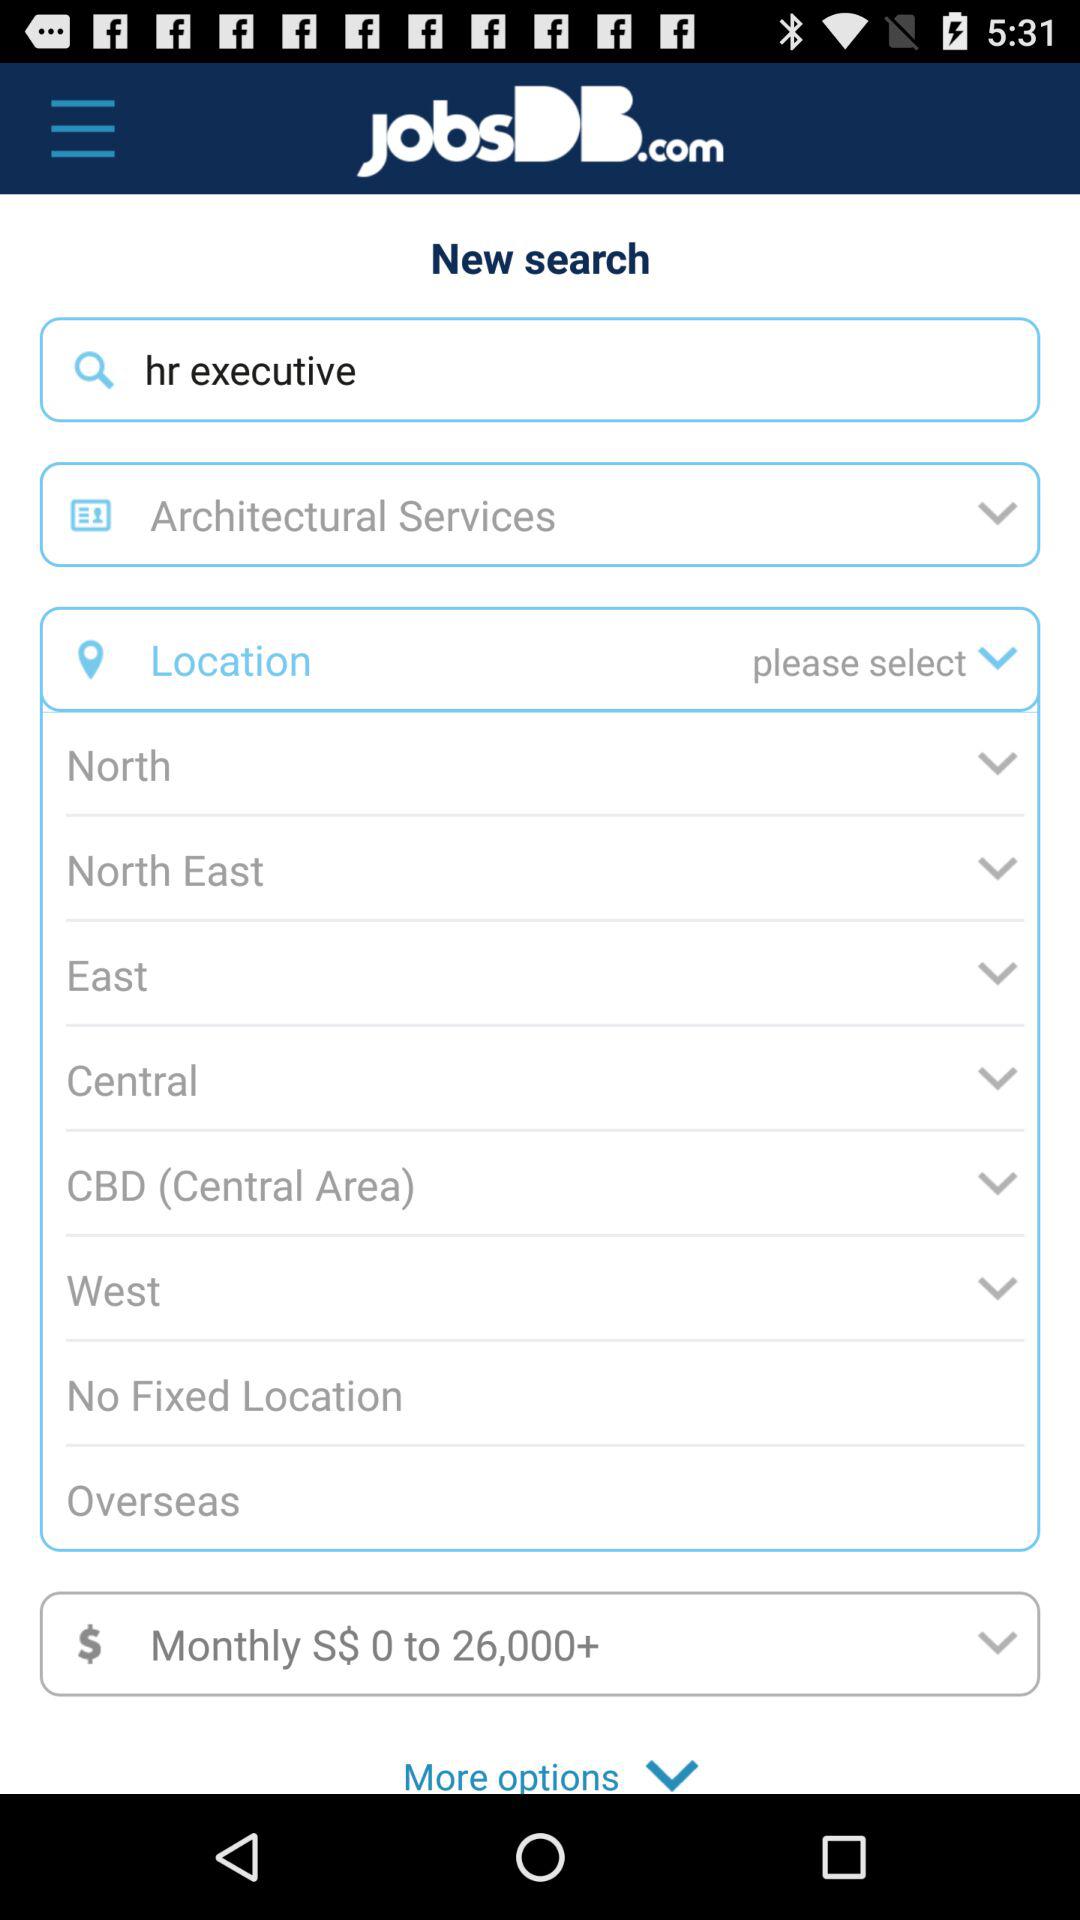 5:31
jobsDB.com
New search
hr executive
Architectural Services
Location please select
North
North East
East
Central
CBD (Central Area)
West
No Fixed Location
Overseas
$ Monthly S$ 0 to 26,000+
More options